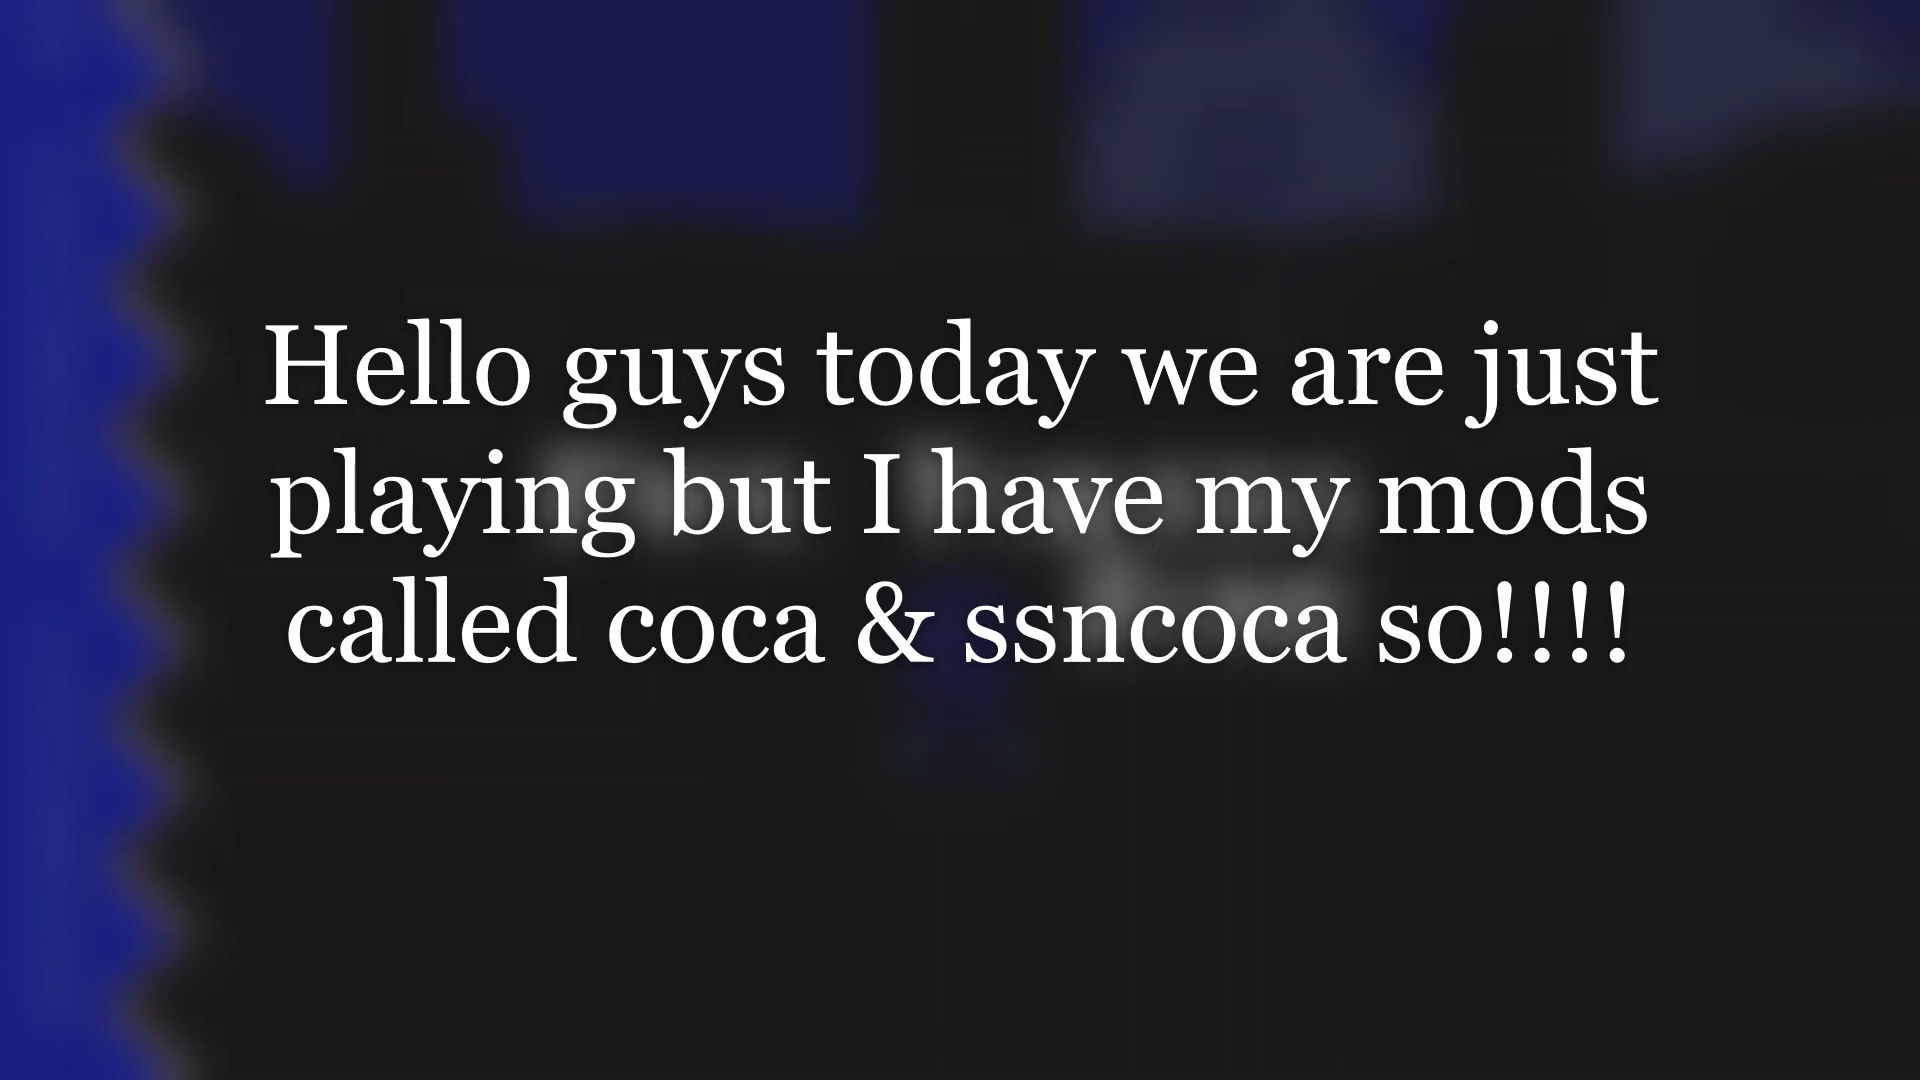 Hello guys today we are just
playing but I have my mods
called coca & ssncoca so!!!!